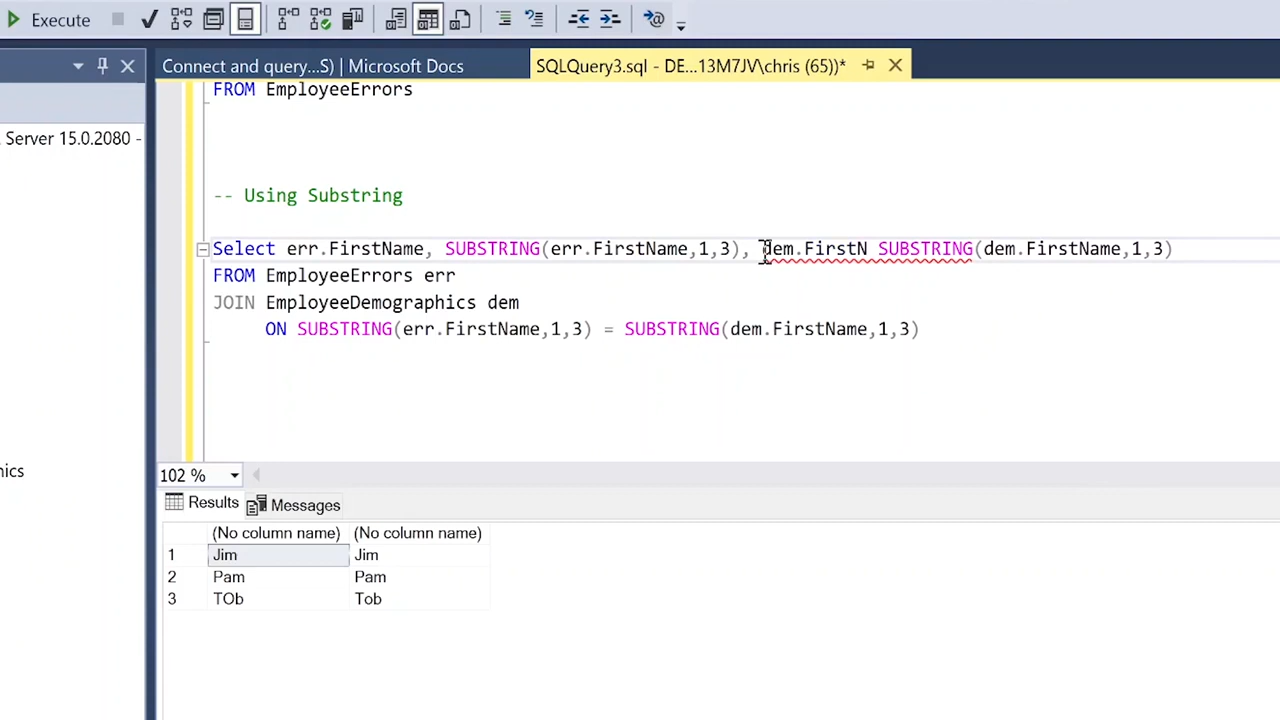 Execute
Connect and query...S) | Microsoft Docs
SQLQuery3.sql - DE...13M7JV\chris (65))*
FROM EmployeeErrors
Server 15.0.2080 -
-- Using Substring
Select err.FirstName, SUBSTRING(err.FirstName,1,3), dem.FirstN SUBSTRING(dem.FirstName,1,3)
FROM EmployeeErrors err
JOIN EmployeeDemographics dem
ON SUBSTRING(err.FirstName,1,3) = SUBSTRING(dem.FirstName,1,3)
nics
102 %
Results Messages
(No column name) (No column name)
1 Jim Jim
2 Pam Pam
3 TOb Tob